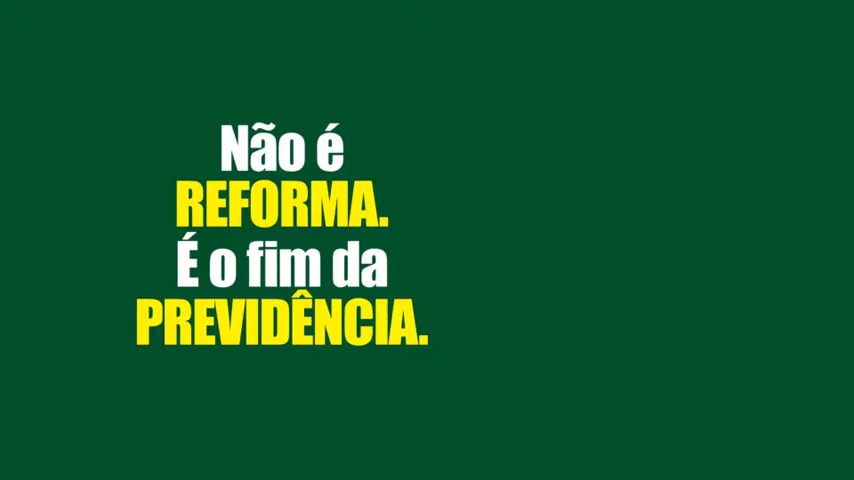 Não é
REFORMA.
É o fim da
PREVIDÊNCIA.